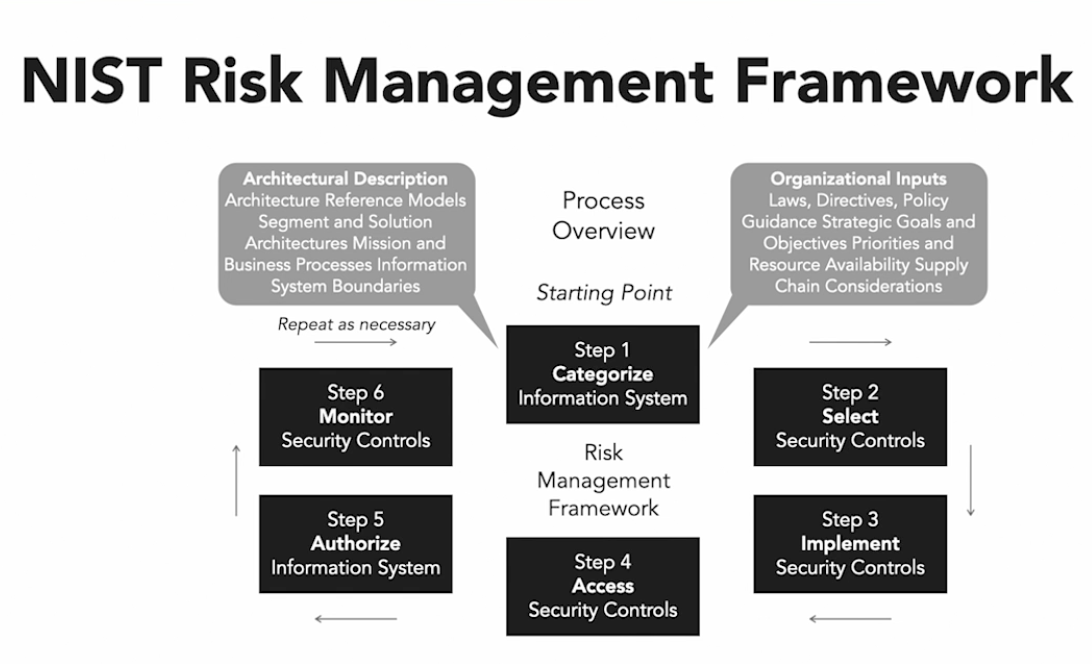 NIST Risk Management Framework
Architectural Description
Architecture Reference Models
Segment and Solution
Architectures Mission and
Business Processes Information
System Boundaries
Process
Overview
Starting Point
Organizational Inputs
Laws, Directives, Policy
Guidance Strategic Goals and
Objectives Priorities and
Resource Availability Supply
Chain Considerations
Repeat as necessary
Step 1
Categorize
Information System
Step 2
Select
Security Controls
Step 3
Implement
Security Controls
Step 4
Access
Security Controls
Step 5
Authorize
Information System
Step 6
Monitor
Security Controls
Risk
Management
Framework